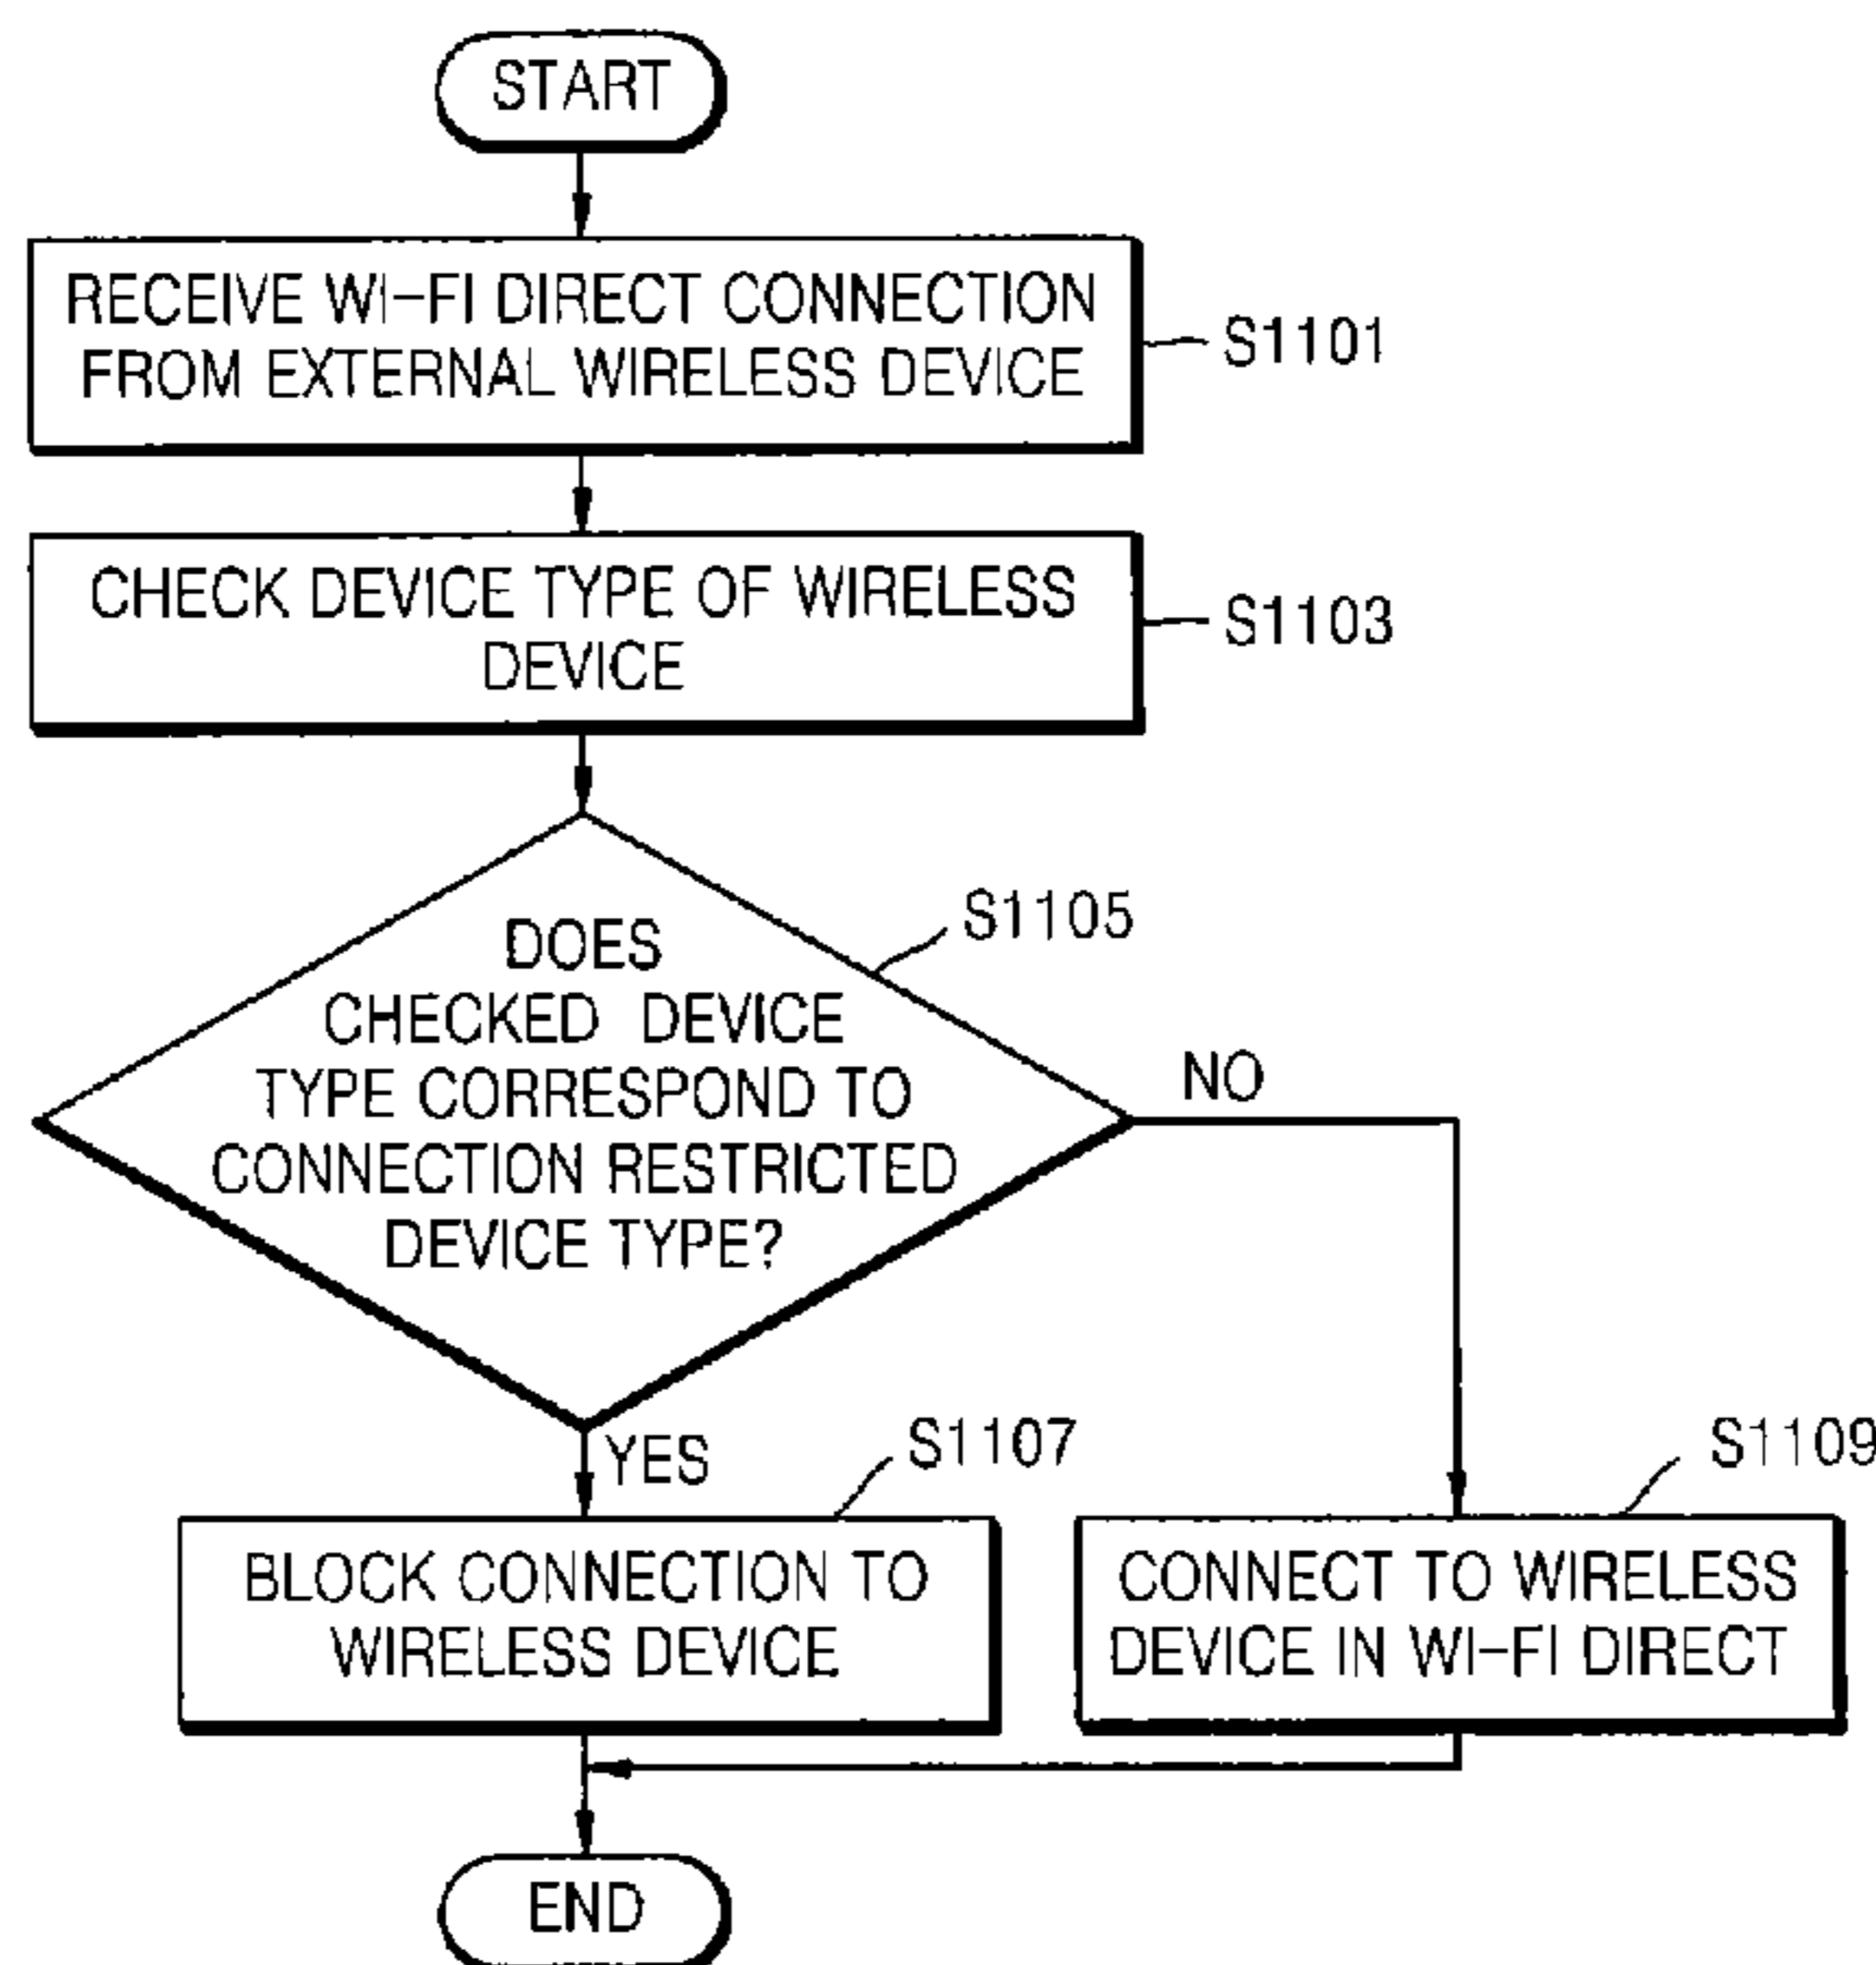 START
RECEIVE WI-FI DIRECT CONNECTION
FROM EXTERNAL WIRELESS DEVICE
S1101
CHECK DEVICE TYPE OF WIRELESS
DEVICE
S1103
S1105
DOES
CHECKED DEVICE
TYPE CORRESPOND TO
CONNECTION RESTRICTED
DEVICE TYPE?
NO
YES
S1107
S1109
BLOCK CONNECTION TO
WIRELESS DEVICE
CONNECT TO WIRELESS
DEVICE IN WI-FI DIRECT
END